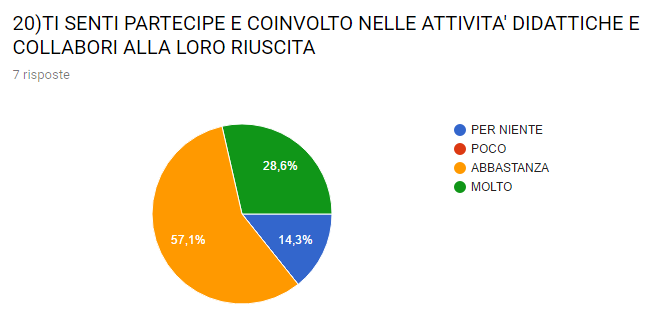 20)TI SENTI PARTECIPE E COINVOLTO NELLE ATTIVITA' DIDATTICHE E
COLLABORI ALLA LORO RIUSCITA
7 risposte
PER NIENTE
POCO
ABBASTANZA
MOLTO
28,6%
57,1%
14,3%